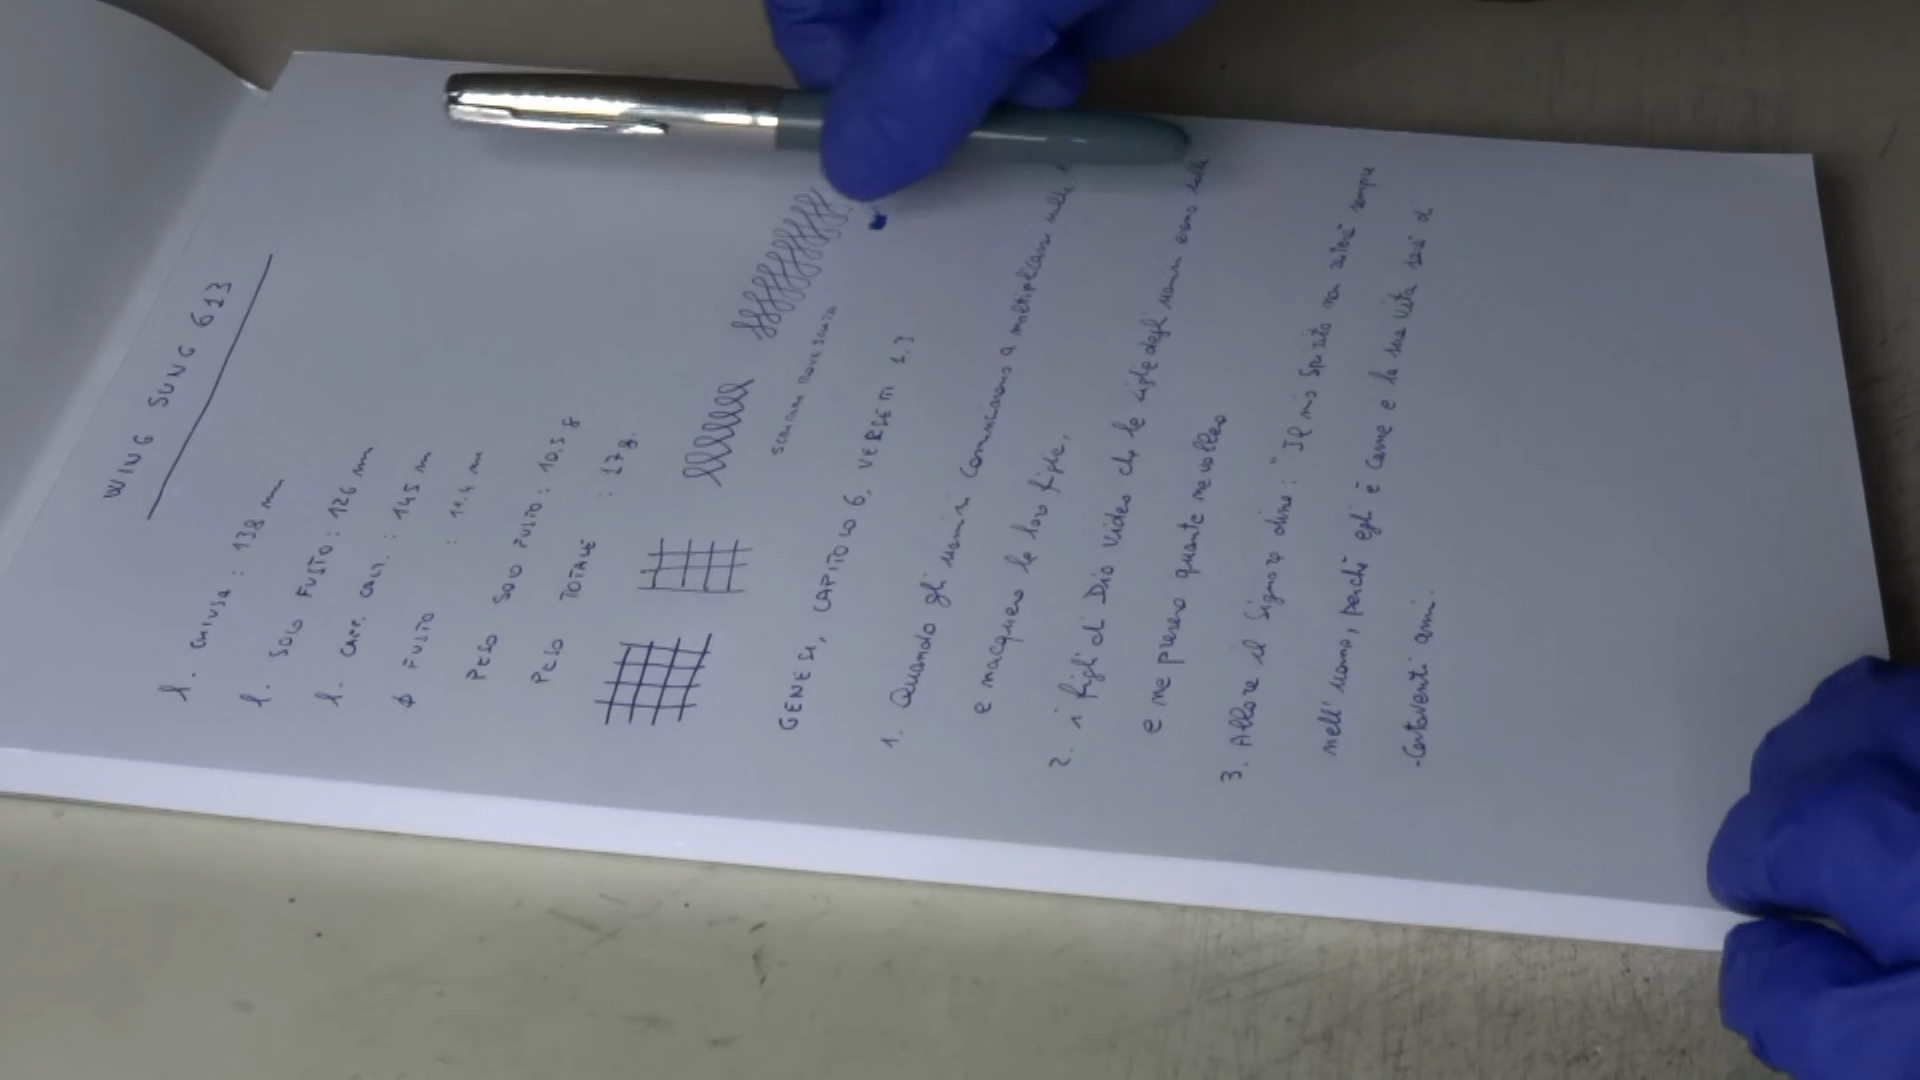 WING SUNG 613
l. CHIUSA : 138 mm
l. SOLO FUSTO : 126 mm
l. CAPP. CALZ. : 145 mm
ϕ FUSTO : 11.4 mm
PESO SOLO FUSTO : 10.5 g
PESO TOTALE : 17 g.
SCRITTURA ROVESCIATA
GENESI, CAPITOLO 6, VERSETTI 1.3
1. Quando gli uomini cominciarono a moltiplicarsi sulla
e nacquero le loro figlie,
2. i figli di Dio videro che le figlie degli uomini erano belle
e ne presero quante ne vollero
3. Allora il Signore disse: "Il mio spirito non resterà sempre
nell'uomo, perché egli è carne e la sua vita sarà di
-centoventi anni.